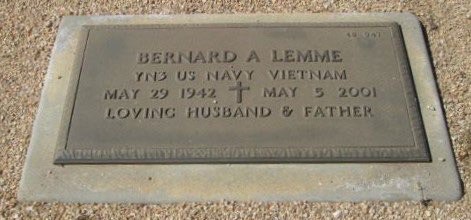 BERNARD A LEMME
YN3 US NAVY VIETNAM
MAY 29 1942 MAY 5 2001
LOVING HUSBAND & FATHER